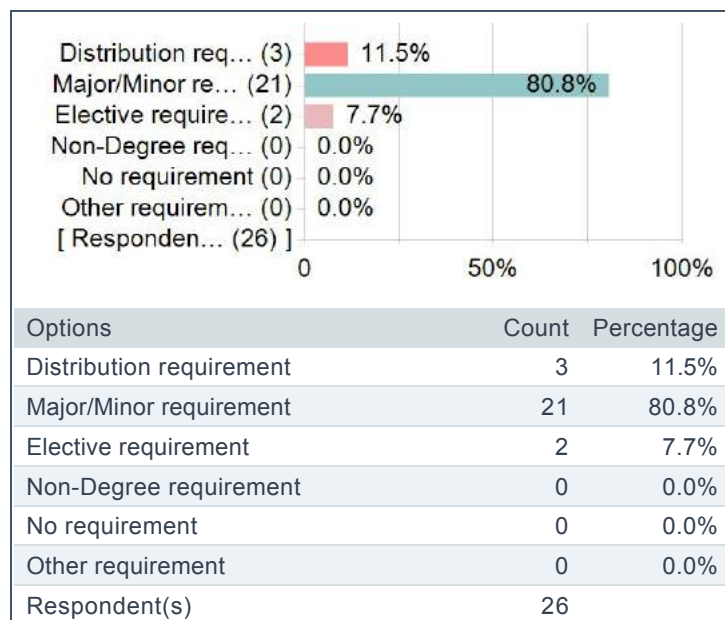 Distribution req... (3) 11.5%
Major/Minor re... (21) 80.8%
Elective require... (2) 7.7%
Non-Degree req... (0) 0.0%
No requirement (0) 0.0%
Other requirem... (0) 0.0%
[ Responden... (26) ]
0 50% 100%
Options Count Percentage
Distribution requirement 3 11.5%
Major/Minor requirement 21 80.8%
Elective requirement 2 7.7%
Non-Degree requirement 0 0.0%
No requirement 0 0.0%
Other requirement 0 0.0%
Respondent(s) 26